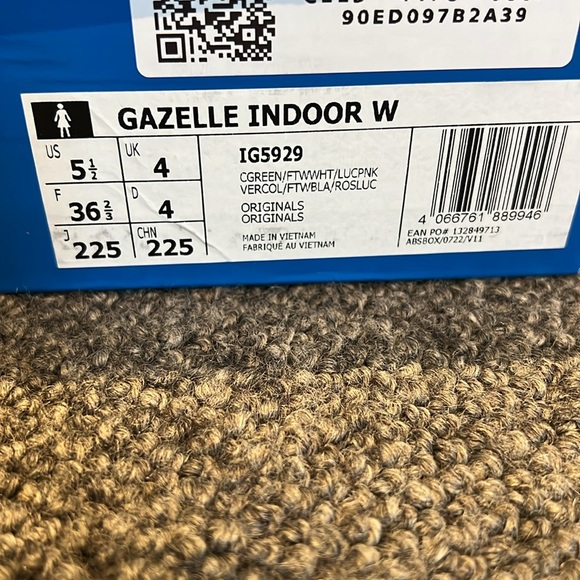 90ED097B2A39
GAZELLE INDOOR W
US 5½ UK 4
F 36⅔ D 4
J 225 CHN 225
IG5929
CGREEN/FTWWHT/LUCPNK
VERCOL/FTWBLA/ROSLUC
ORIGINALS
ORIGINALS
MADE IN VIETNAM
FABRIQUÉ AU VIETNAM
4 066761 889946
EAN PO# 132849713
ABSBOX/0722/V11